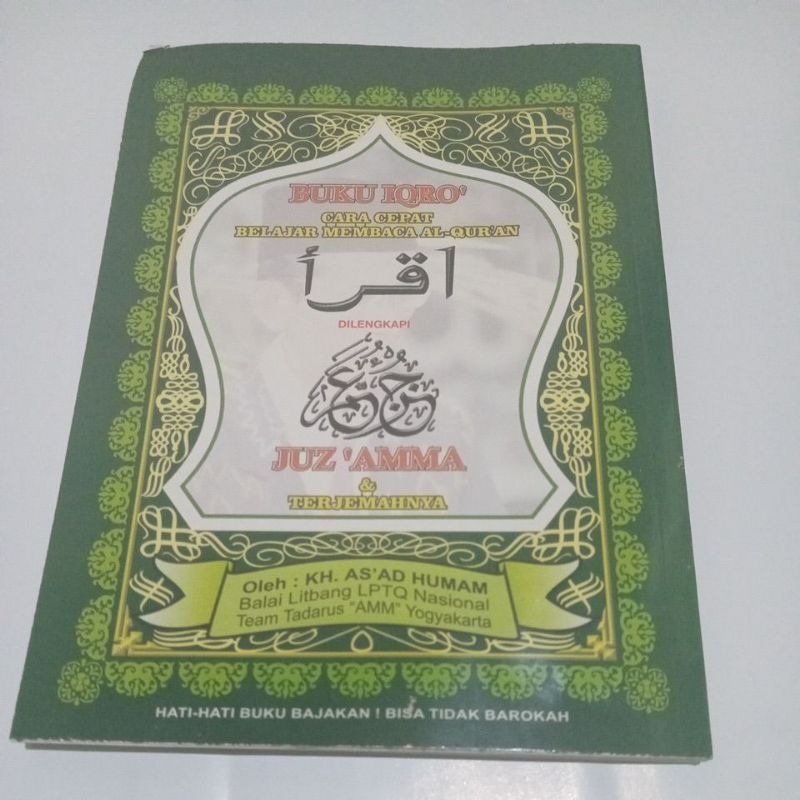 BUKU IQRO'
CARA CEPAT
BELAJAR MEMBACA AL-QUR'AN
اقرأ
DILENGKAPI
جزء عم
JUZ 'AMMA
&
TERJEMAHNYA
Oleh : KH. AS'AD HUMAM
Balai Litbang LPTQ Nasional
Team Tadarus "AMM" Yogyakarta
HATI-HATI BUKU BAJAKAN ! BISA TIDAK BAROKAH